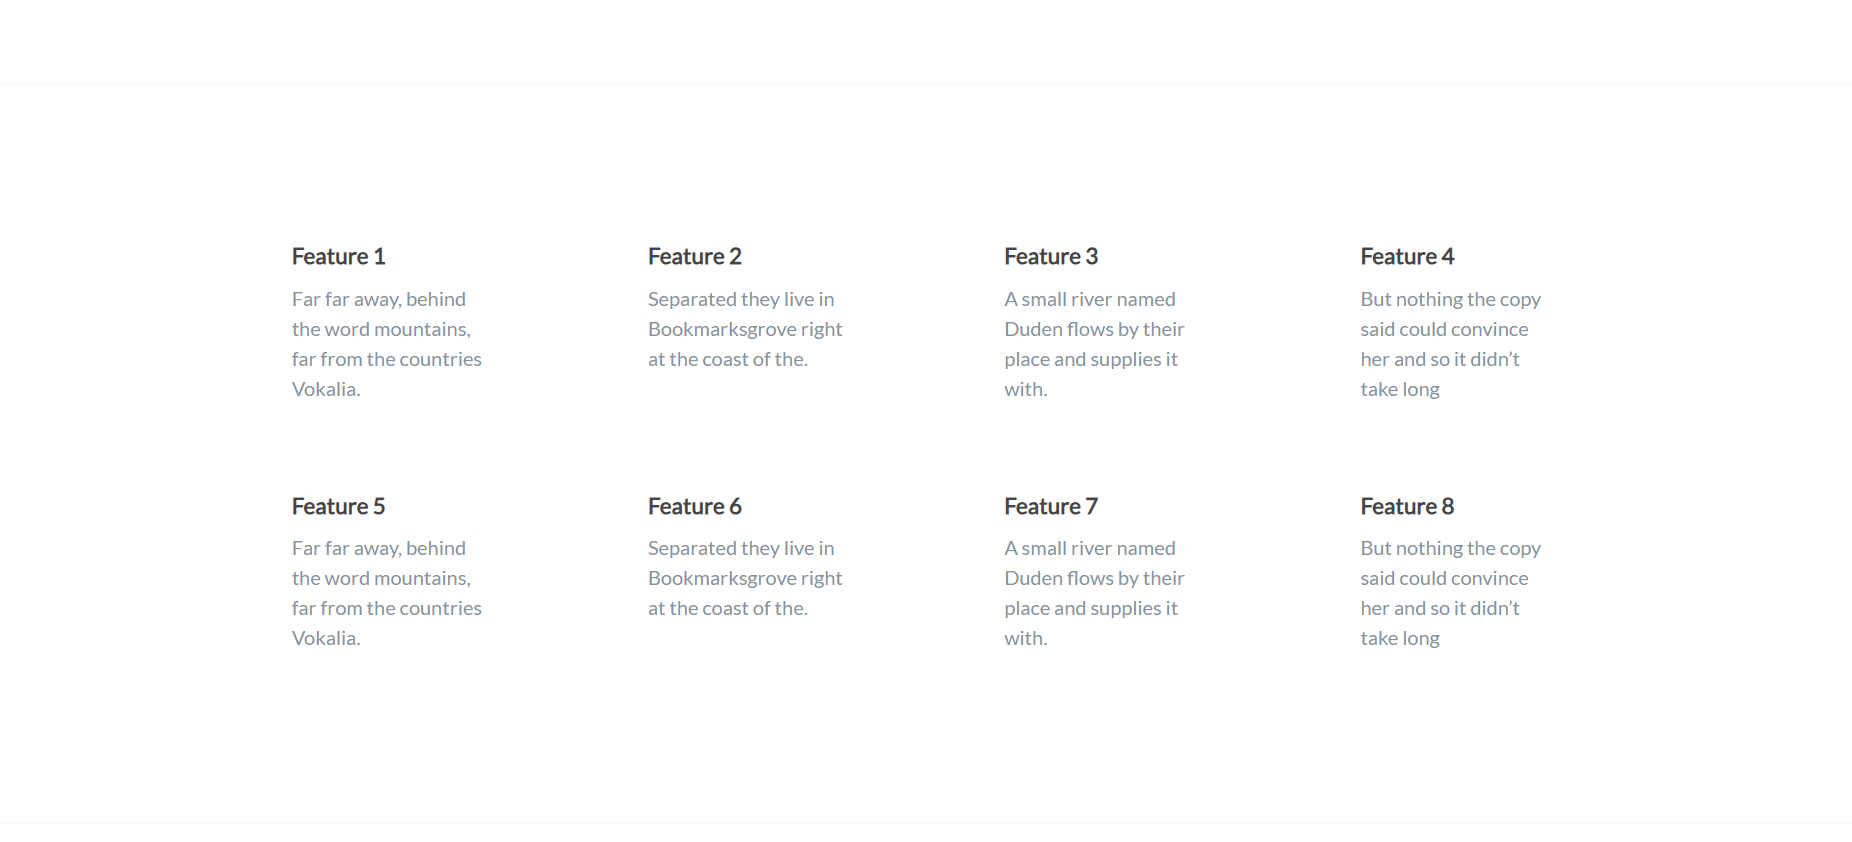 Feature 1
Far far away, behind
the word mountains,
far from the countries
Vokalia.
Feature 2
Separated they live in
Bookmarksgrove right
at the coast of the.
Feature 3
A small river named
Duden flows by their
place and supplies it
with.
Feature 4
But nothing the copy
said could convince
her and so it didn’t
take long
Feature 5
Far far away, behind
the word mountains,
far from the countries
Vokalia.
Feature 6
Separated they live in
Bookmarksgrove right
at the coast of the.
Feature 7
A small river named
Duden flows by their
place and supplies it
with.
Feature 8
But nothing the copy
said could convince
her and so it didn’t
take long